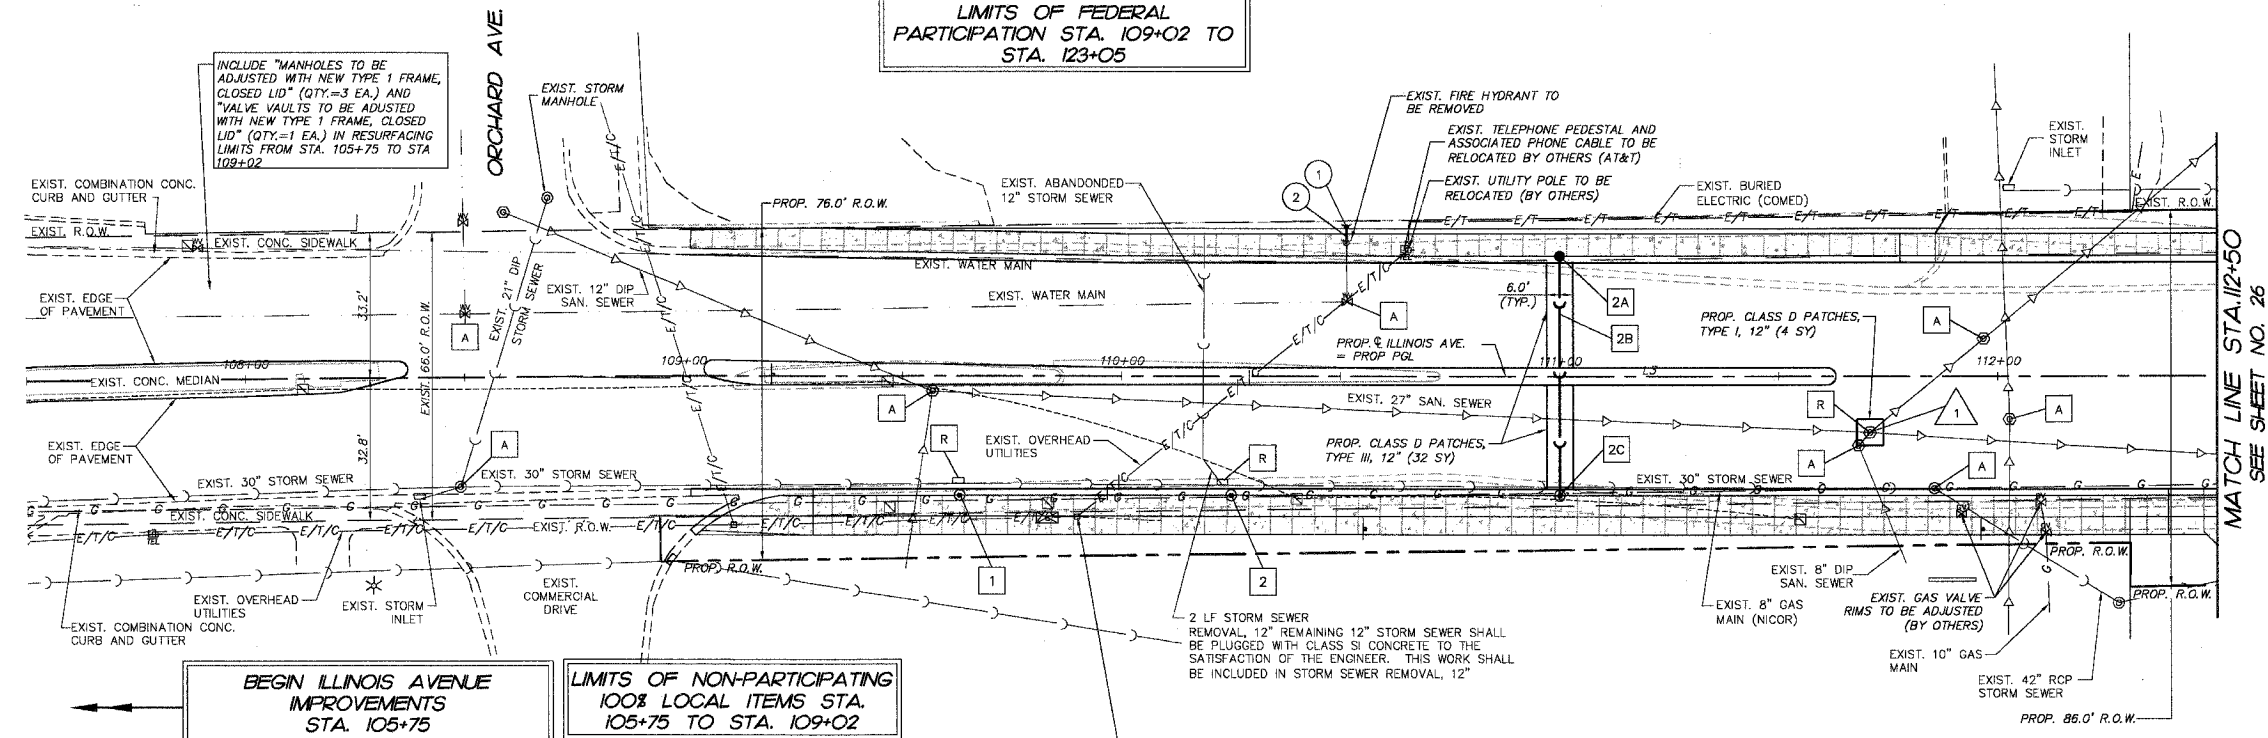 LIMITS OF FEDERAL
PARTICIPATION STA. 109+02 TO
STA. 123+05
ORCHARD AVE.
INCLUDE "MANHOLES TO BE
ADJUSTED WITH NEW TYPE 1 FRAME,
CLOSED LID" (QTY.=3 EA.) AND
"VALVE VAULTS TO BE ADUSTED
WITH NEW TYPE 1 FRAME, CLOSED
LID" (QTY.=1 EA.) IN RESURFACING
LIMITS FROM STA. 105+75 TO STA
109+02
EXIST. STORM
MANHOLE
EXIST. FIRE HYDRANT TO
BE REMOVED
EXIST. TELEPHONE PEDESTAL AND
ASSOCIATED PHONE CABLE TO BE
RELOCATED BY OTHERS (AT&T)
EXIST. UTILITY POLE TO BE
RELOCATED (BY OTHERS)
EXIST.
STORM
INLET
EXIST. COMBINATION CONC.
CURB AND GUTTER
EXIST. ABANDONDED
12" STORM SEWER
EXIST. BURIED
ELECTRIC (COMED)
1
2
PROP. 76.0' R.O.W.
EXIST. R.O.W.
EXIST. R.O.W.
EXIST. CONC. SIDEWALK
EXIST. WATER MAIN
EXIST. WATER MAIN
EXIST. 12" DIP
SAN. SEWER
EXIST. 21" DIP
STORM SEWER
EXIST. EDGE
OF PAVEMENT
33.2'
EXIST. 66.0' R.O.W.
6.0'
(TYP.)
2A
2B
A
A
A
PROP. CLASS D PATCHES,
TYPE I, 12" (4 SY)
PROP. ℄ ILLINOIS AVE.
= PROP PGL
108+00
109+00
110+00
111+00
112+00
L3
EXIST. CONC. MEDIAN
EXIST. 27" SAN. SEWER
A
R
1
A
EXIST. EDGE
OF PAVEMENT
32.8'
A
R
EXIST. OVERHEAD
UTILITIES
R
PROP. CLASS D PATCHES,
TYPE III, 12" (32 SY)
2C
A
A
EXIST. 30" STORM SEWER
EXIST. 30" STORM SEWER
EXIST. 30" STORM SEWER
EXIST. CONC. SIDEWALK
EXIST. R.O.W.
E/T/C
E/T
G
PROP. R.O.W.
PROP. R.O.W.
PROP. R.O.W.
1
2
EXIST. OVERHEAD
UTILITIES
EXIST. STORM
INLET
EXIST.
COMMERCIAL
DRIVE
EXIST. COMBINATION CONC.
CURB AND GUTTER
2 LF STORM SEWER
REMOVAL, 12" REMAINING 12" STORM SEWER SHALL
BE PLUGGED WITH CLASS SI CONCRETE TO THE
SATISFACTION OF THE ENGINEER. THIS WORK SHALL
BE INCLUDED IN STORM SEWER REMOVAL, 12"
EXIST. 8" GAS
MAIN (NICOR)
EXIST. 8" DIP
SAN. SEWER
EXIST. GAS VALVE
RIMS TO BE ADJUSTED
(BY OTHERS)
EXIST. 10" GAS
MAIN
EXIST. 42" RCP
STORM SEWER
PROP. 86.0' R.O.W.
MATCH LINE STA.112+50
SEE SHEET NO. 26
BEGIN ILLINOIS AVENUE
IMPROVEMENTS
STA. 105+75
LIMITS OF NON-PARTICIPATING
100% LOCAL ITEMS STA.
105+75 TO STA. 109+02